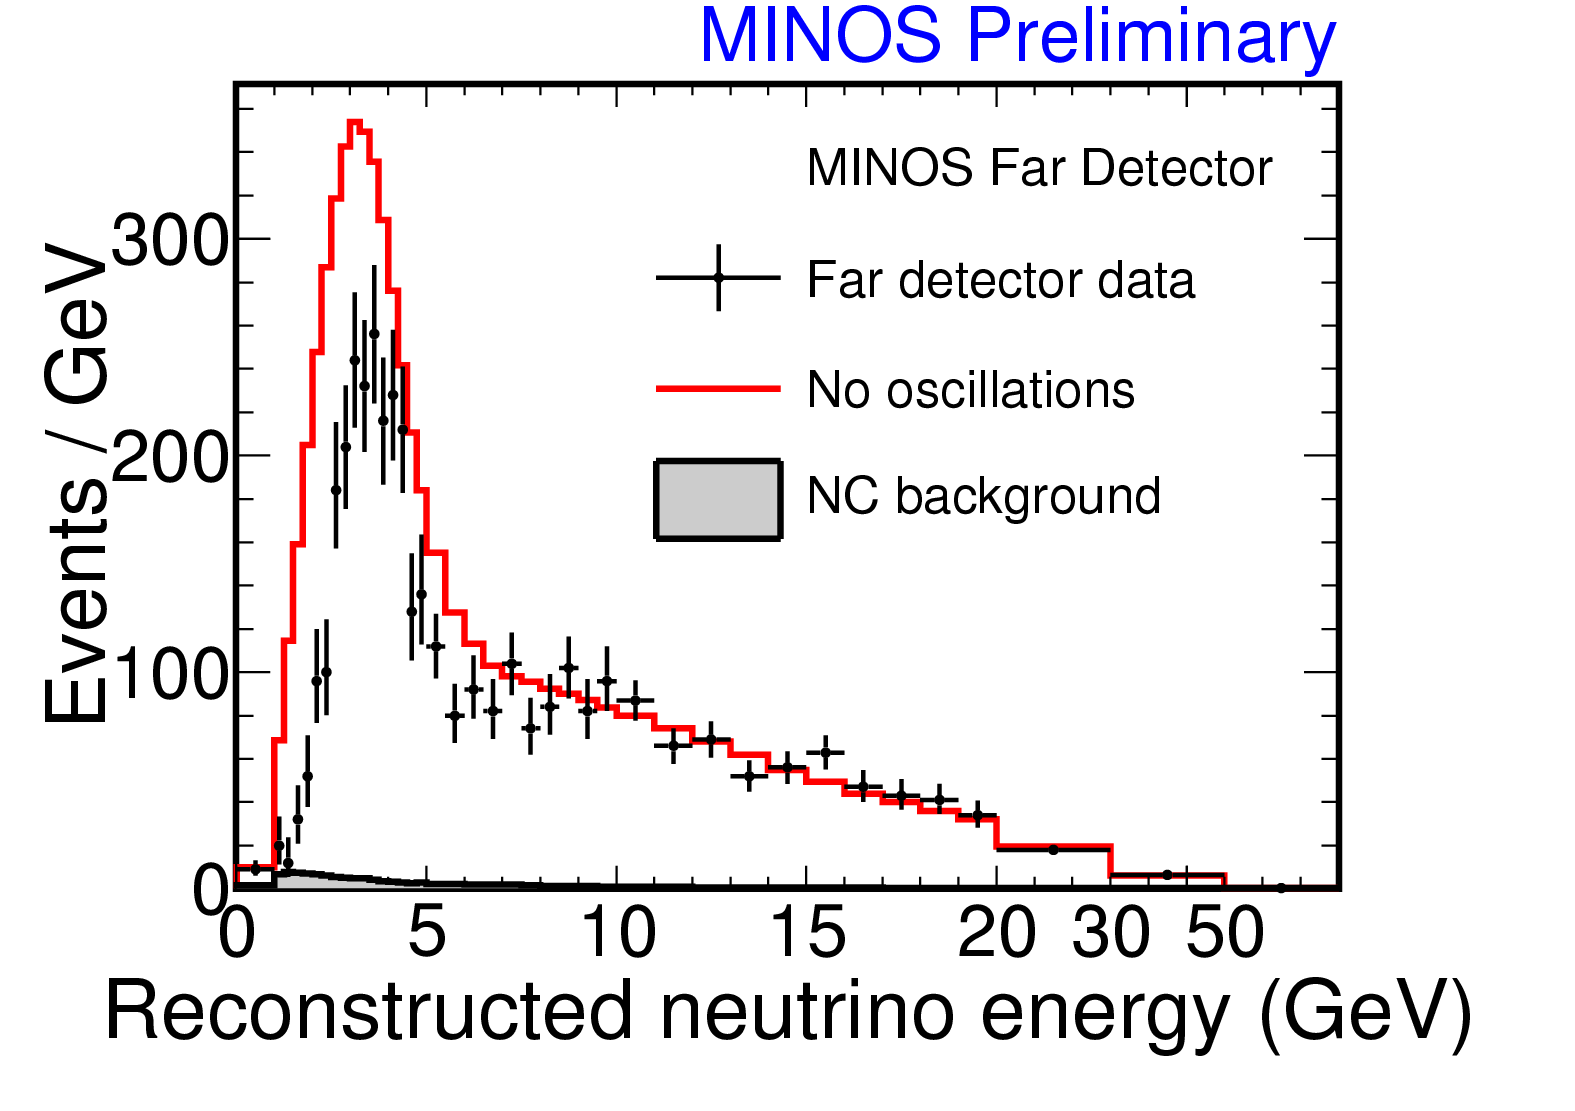 MINOS Preliminary
MINOS Far Detector
Far detector data
No oscillations
NC background
Events / GeV
300
200
100
0
0 5 10 15 20 30 50
Reconstructed neutrino energy (GeV)